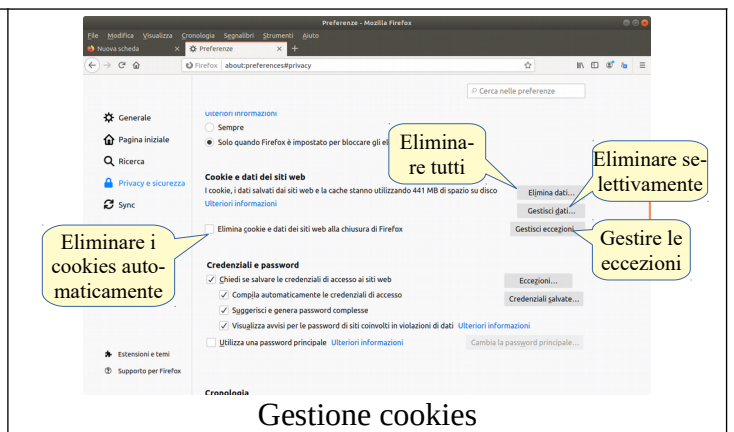 Preferenze - Mozilla Firefox
File Modifica Visualizza Cronologia Segnalibri Strumenti Aiuto
Nuova scheda × Preferenze × +
Firefox about:preferences#privacy
Cerca nelle preferenze
Ulteriori informazioni
Generale
Sempre
Pagina iniziale
Solo quando Firefox è impostato per bloccare gli
Elimina-
re tutti
Ricerca
Eliminare se-
lettivamente
Privacy e sicurezza
Cookie e dati dei siti web
I cookie, i dati salvati dai siti web e la cache stanno utilizzando 441 MB di spazio su disco
Elimina dati...
Sync
Ulteriori informazioni
Gestisci dati...
Elimina cookie e dati dei siti web alla chiusura di Firefox
Gestisci eccezioni
Gestire le
eccezioni
Eliminare i
cookies auto-
maticamente
Credenziali e password
Chiedi se salvare le credenziali di accesso ai siti web
Eccezioni...
Compila automaticamente le credenziali di accesso
Credenziali salvate...
Suggerisci e genera password complesse
Visualizza avvisi per le password di siti coinvolti in violazioni di dati Ulteriori informazioni
Utilizza una password principale Ulteriori informazioni
Cambia la password principale...
Estensioni e temi
Supporto per Firefox
Cronologia
Gestione cookies